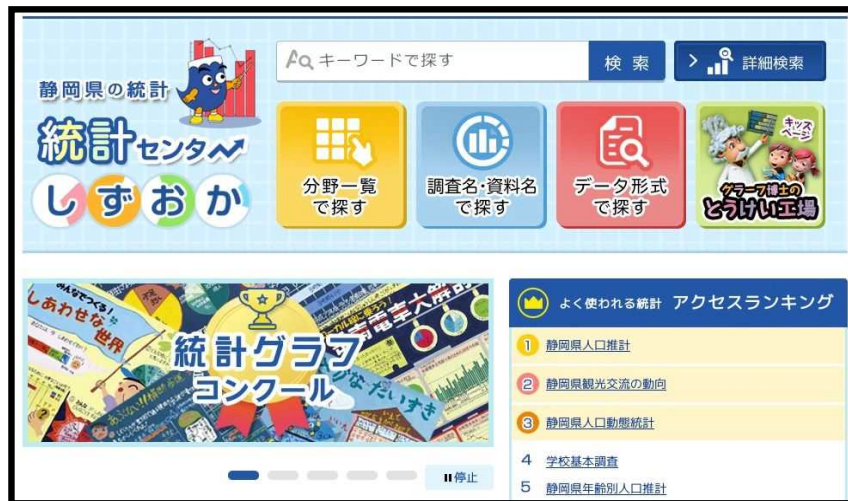 静岡県の統計
統計センター
しずおか
キーワードで探す
検 索
詳細検索
分野一覧
で探す
調査名・資料名
で探す
データ形式
で探す
キッズ
ページ
グラーフ博士の
とうけい工場
みんなでつくる!
しあわせな
世界
統計グラフ
コンクール
停止
よく使われる統計 アクセスランキング
1 静岡県人口推計
2 静岡県観光交流の動向
3 静岡県人口動態統計
4 学校基本調査
5 静岡県年齢別人口推計